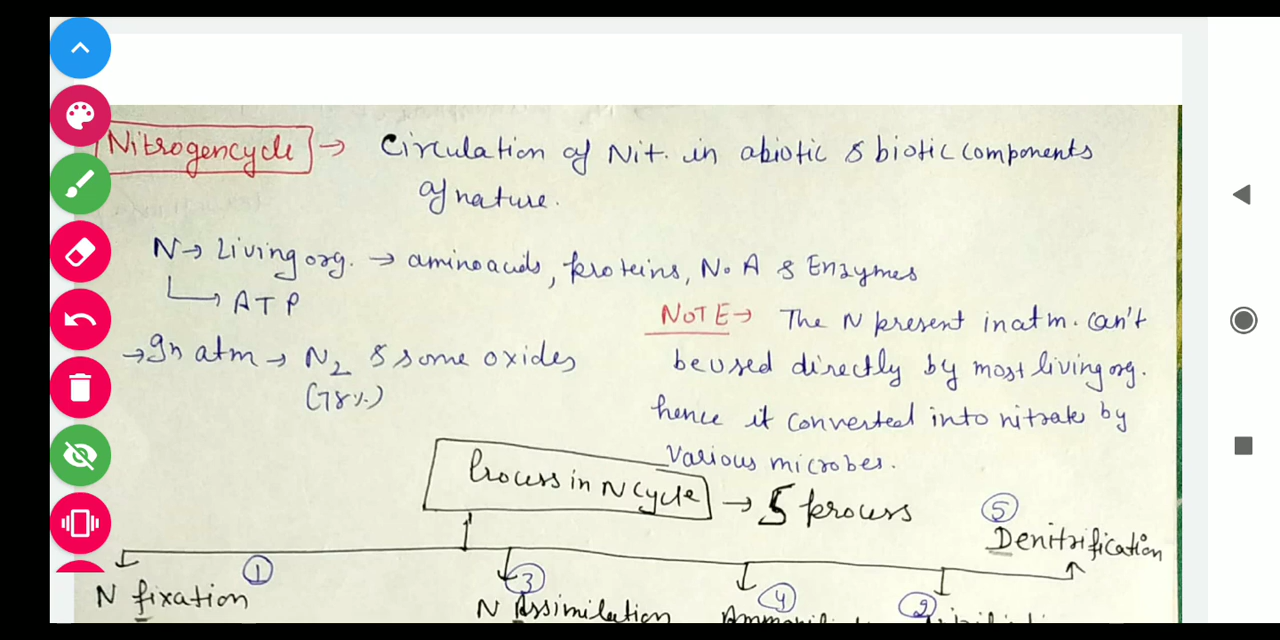 Nitrogencycle → Circulation of Nit. in abiotic & biotic components
of nature.
N → Living org. → aminoacids, proteins, N.A & Enzymes
ATP
→ In atm → N2 & some oxides
(78%)
NOTE → The N present in atm. can't
be used directly by most living org.
hence it converted into nitrate by
various microbes.
Process in N Cycle → 5 process
① N fixation
③ N Assimilation
④
②
⑤ Denitrification